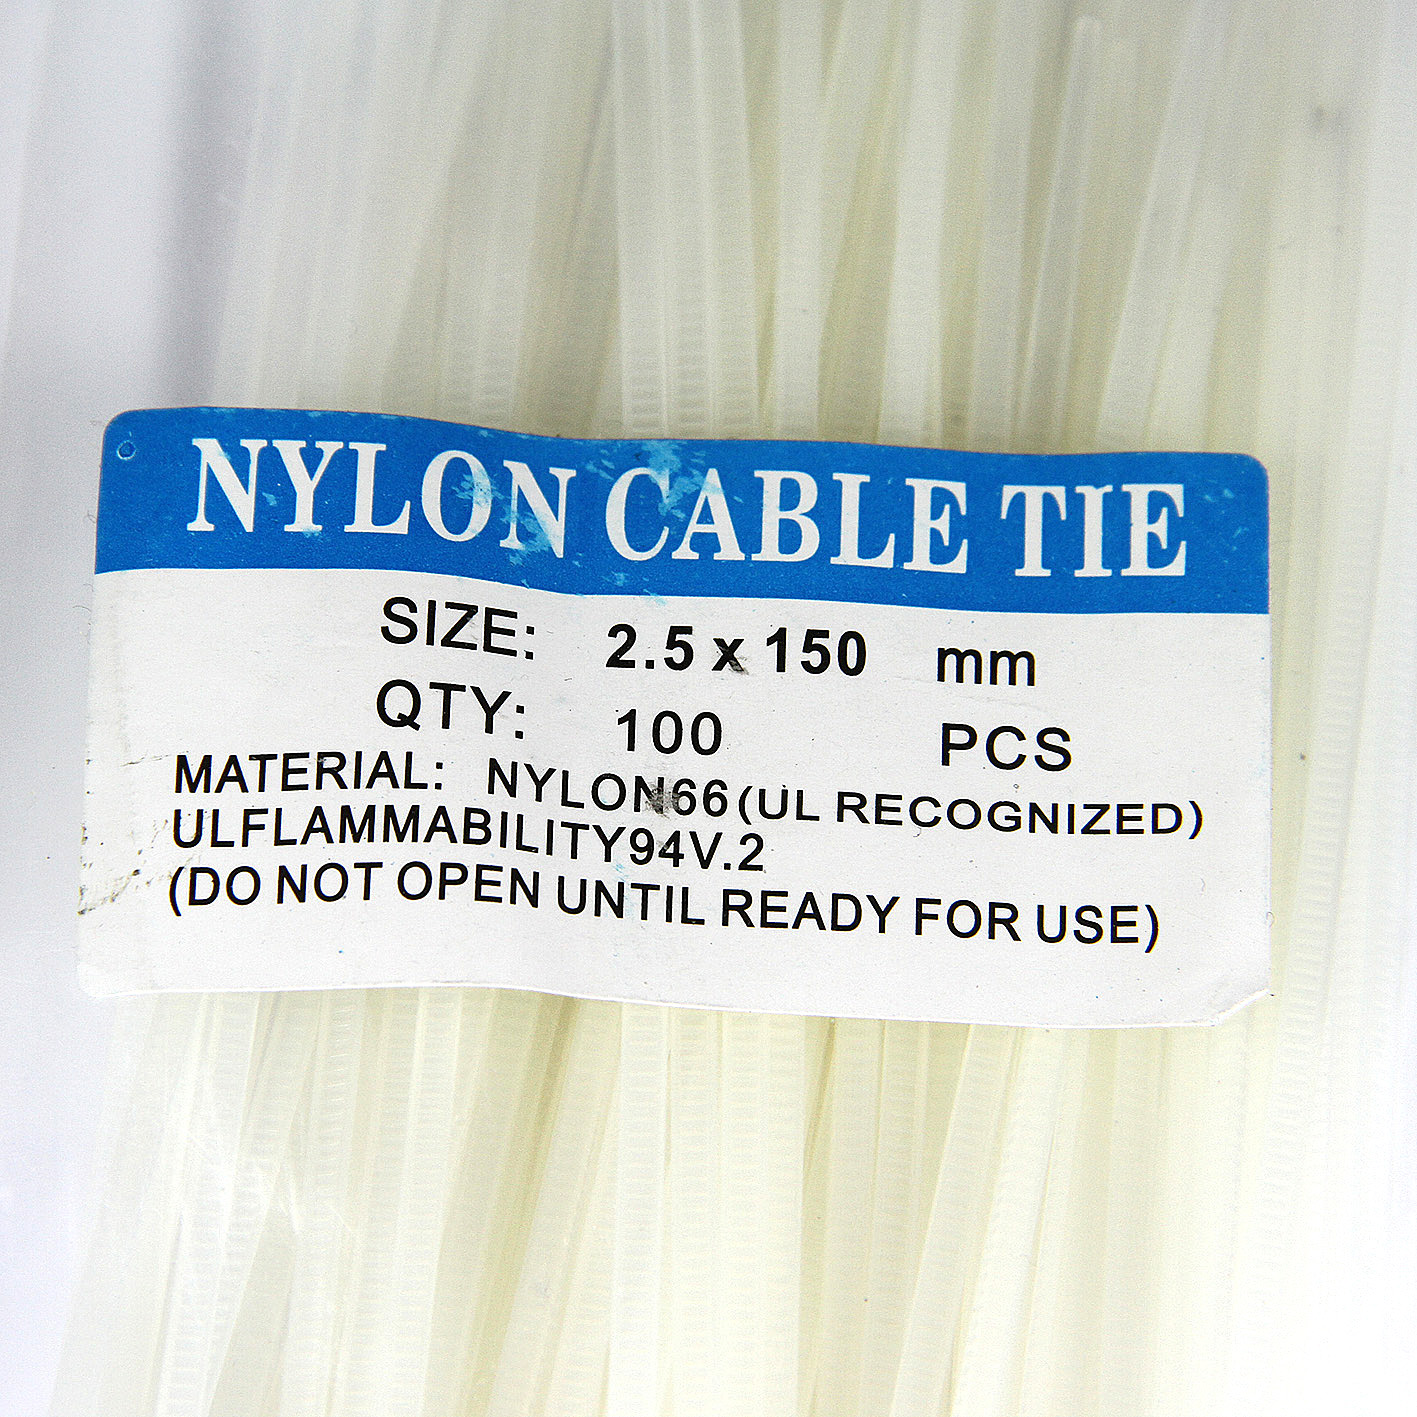 NYLON CABLE TIE
SIZE: 2.5 x 150 mm
QTY: 100 PCS
MATERIAL: NYLON66(UL RECOGNIZED)
ULFLAMMABILITY94V.2
(DO NOT OPEN UNTIL READY FOR USE)